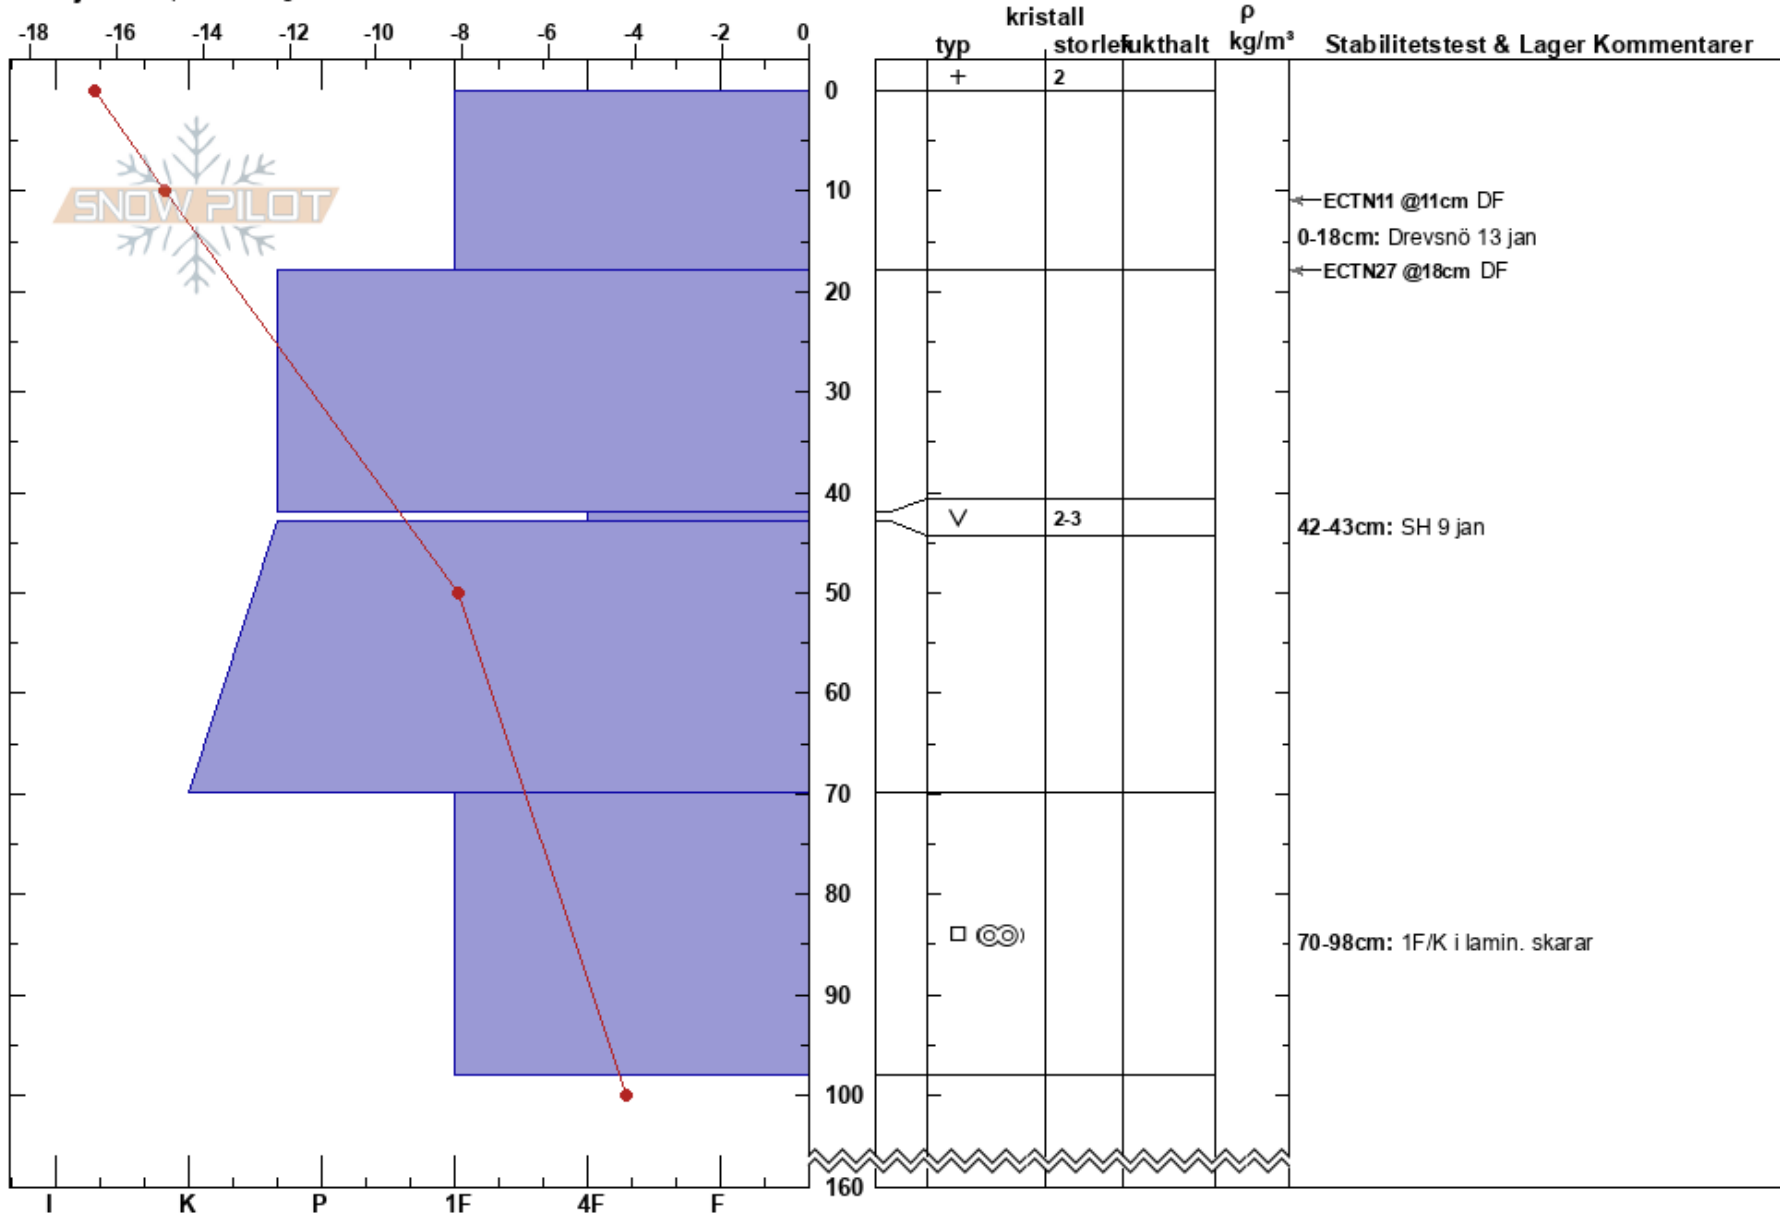 kristall ρ
-18 -16 -14 -12 -10 -8 -6 -4 -2 0 typ storlek fukthalt kg/m³ Stabilitetstest & Lager Kommentarer
+ 2
0
SNOW PILOT
10
ECTN11 @11cm DF
0-18cm: Drevsnö 13 jan
ECTN27 @18cm DF
20
30
40
2-3
42-43cm: SH 9 jan
50
60
70
80
70-98cm: 1F/K i lamin. skarar
90
100
160
I K P 1F 4F F